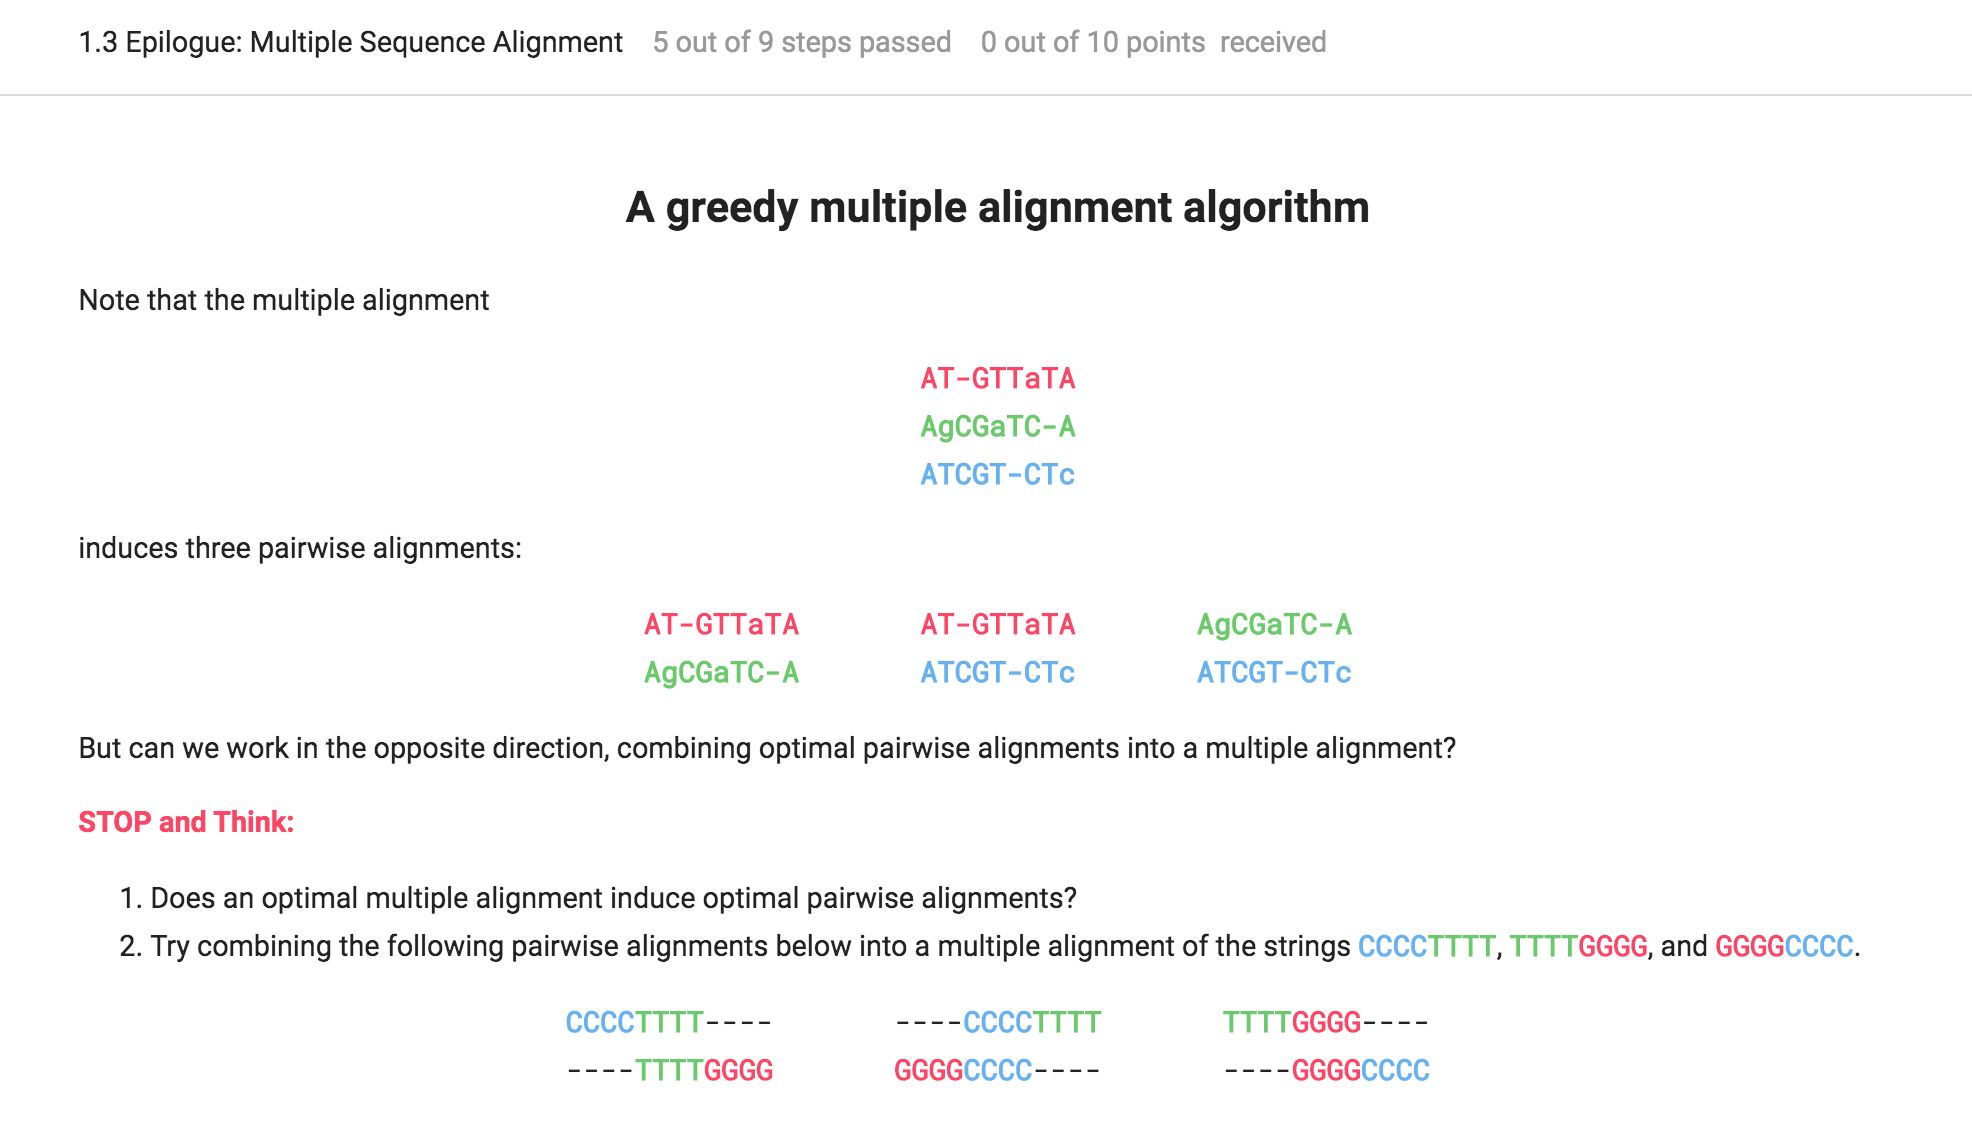 1.3 Epilogue: Multiple Sequence Alignment 5 out of 9 steps passed 0 out of 10 points received
A greedy multiple alignment algorithm
Note that the multiple alignment
AT-GTTaTA
AgCGaTC-A
ATCGT-CTc
induces three pairwise alignments:
AT-GTTaTA AT-GTTaTA AgCGaTC-A
AgCGaTC-A ATCGT-CTc ATCGT-CTc
But can we work in the opposite direction, combining optimal pairwise alignments into a multiple alignment?
STOP and Think:
1. Does an optimal multiple alignment induce optimal pairwise alignments?
2. Try combining the following pairwise alignments below into a multiple alignment of the strings CCCCTTTT, TTTTGGGG, and GGGGCCCC.
CCCCTTTT---- ----CCCCTTTT TTTTGGGG----
----TTTTGGGG GGGGCCCC---- ----GGGGCCCC